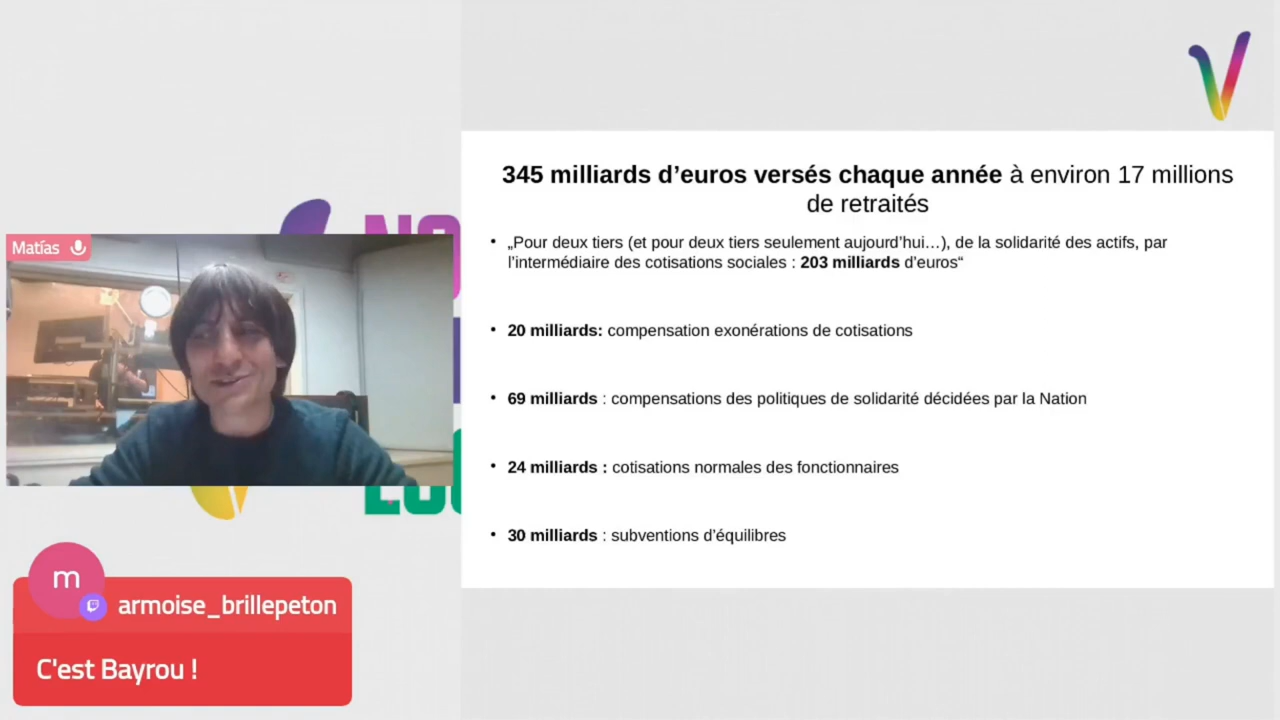 345 milliards d’euros versés chaque année à environ 17 millions
de retraités
• „Pour deux tiers (et pour deux tiers seulement aujourd’hui…), de la solidarité des actifs, par
l’intermédiaire des cotisations sociales : 203 milliards d’euros“
• 20 milliards: compensation exonérations de cotisations
• 69 milliards : compensations des politiques de solidarité décidées par la Nation
• 24 milliards : cotisations normales des fonctionnaires
• 30 milliards : subventions d’équilibres
NO
Matías
m
armoise_brillepeton
C'est Bayrou !